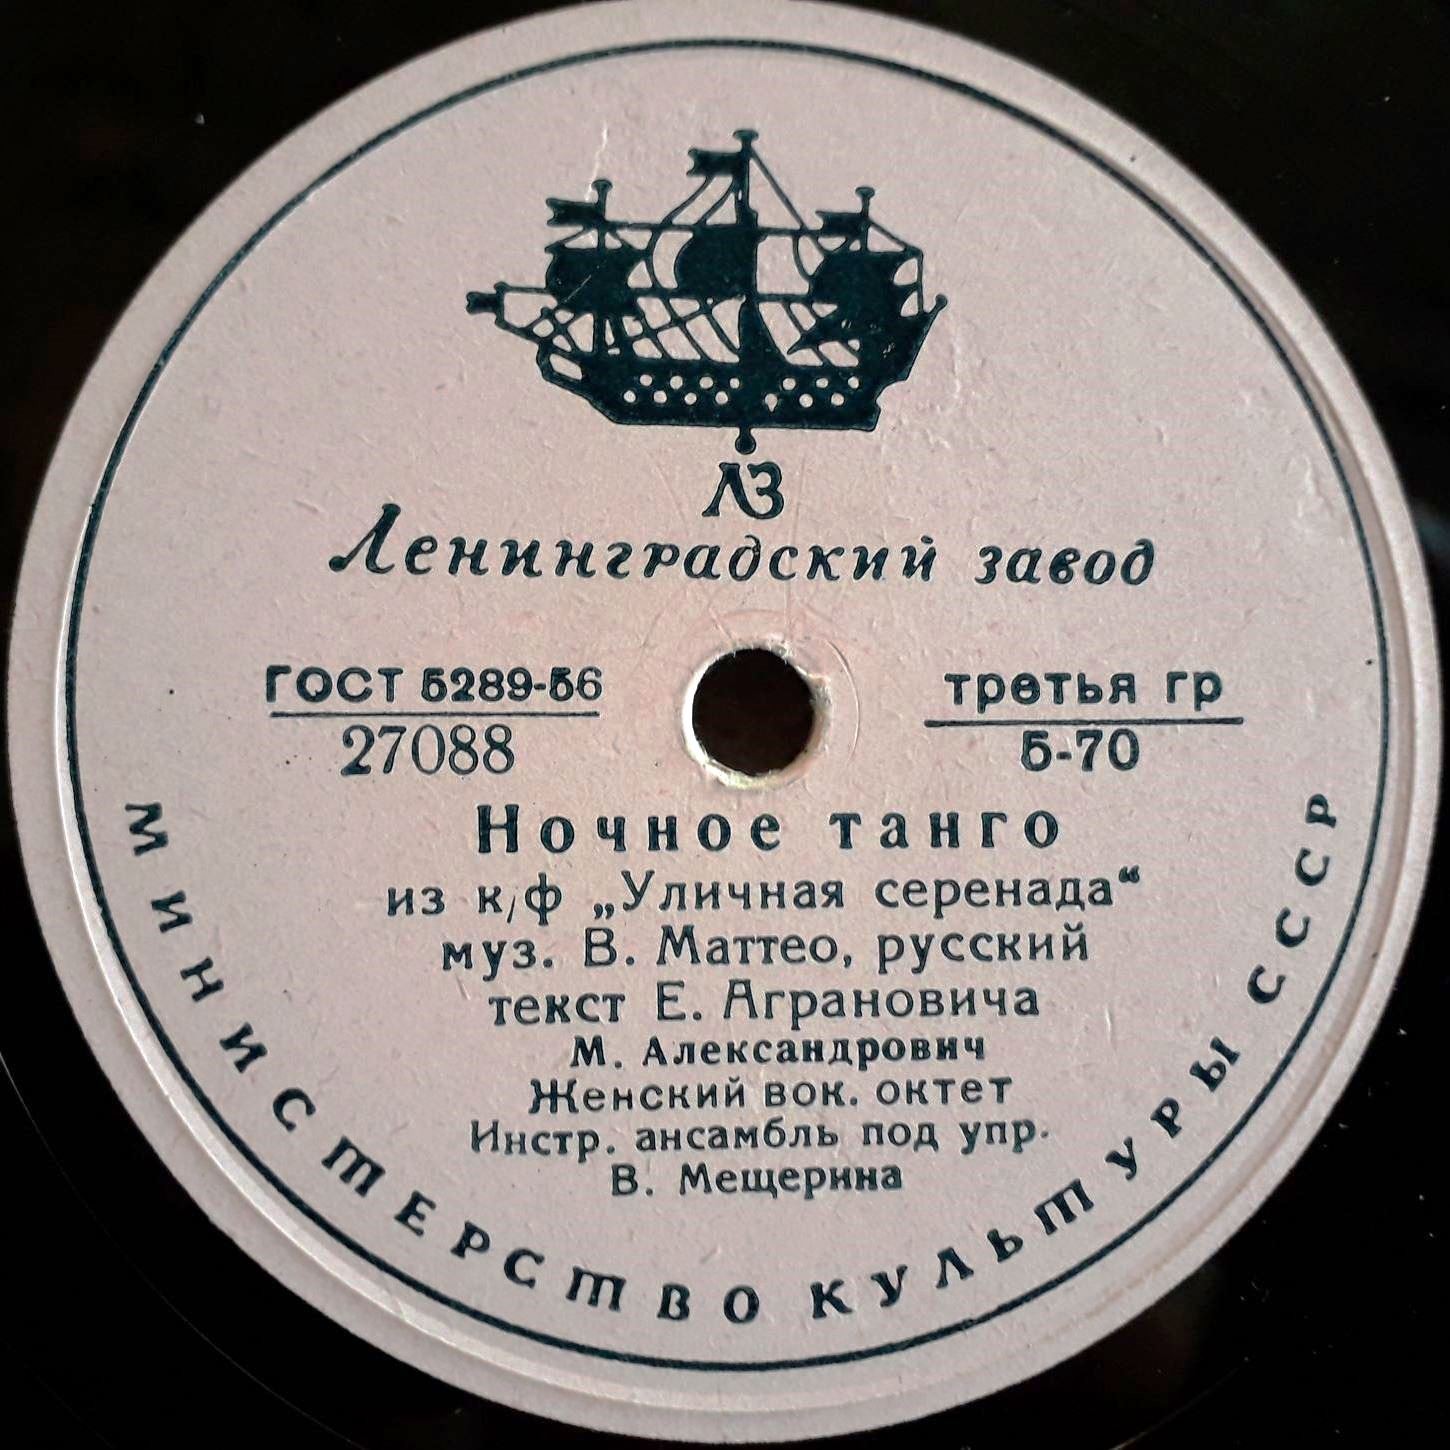 ЛЗ
Ленинградский завод
ГОСТ 5289-56
27088
третья гр
Б-70
Ночное танго
из к/ф „Уличная серенада“
муз. В. Маттео, русский
текст Е. Аграновича
М. Александрович
Женский вок. октет
Инстр. ансамбль под упр.
В. Мещерина
МИНИСТЕРСТВО КУЛЬТУРЫ СССР